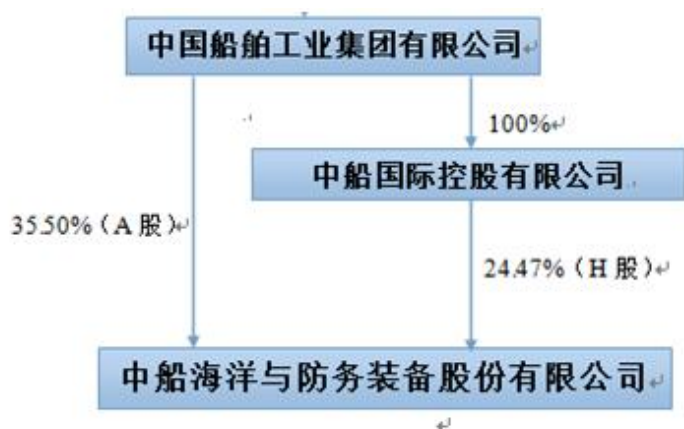 中国船舶工业集团有限公司
100%
中船国际控股有限公司
35.50%（A 股）
24.47%（H 股）
中船海洋与防务装备股份有限公司